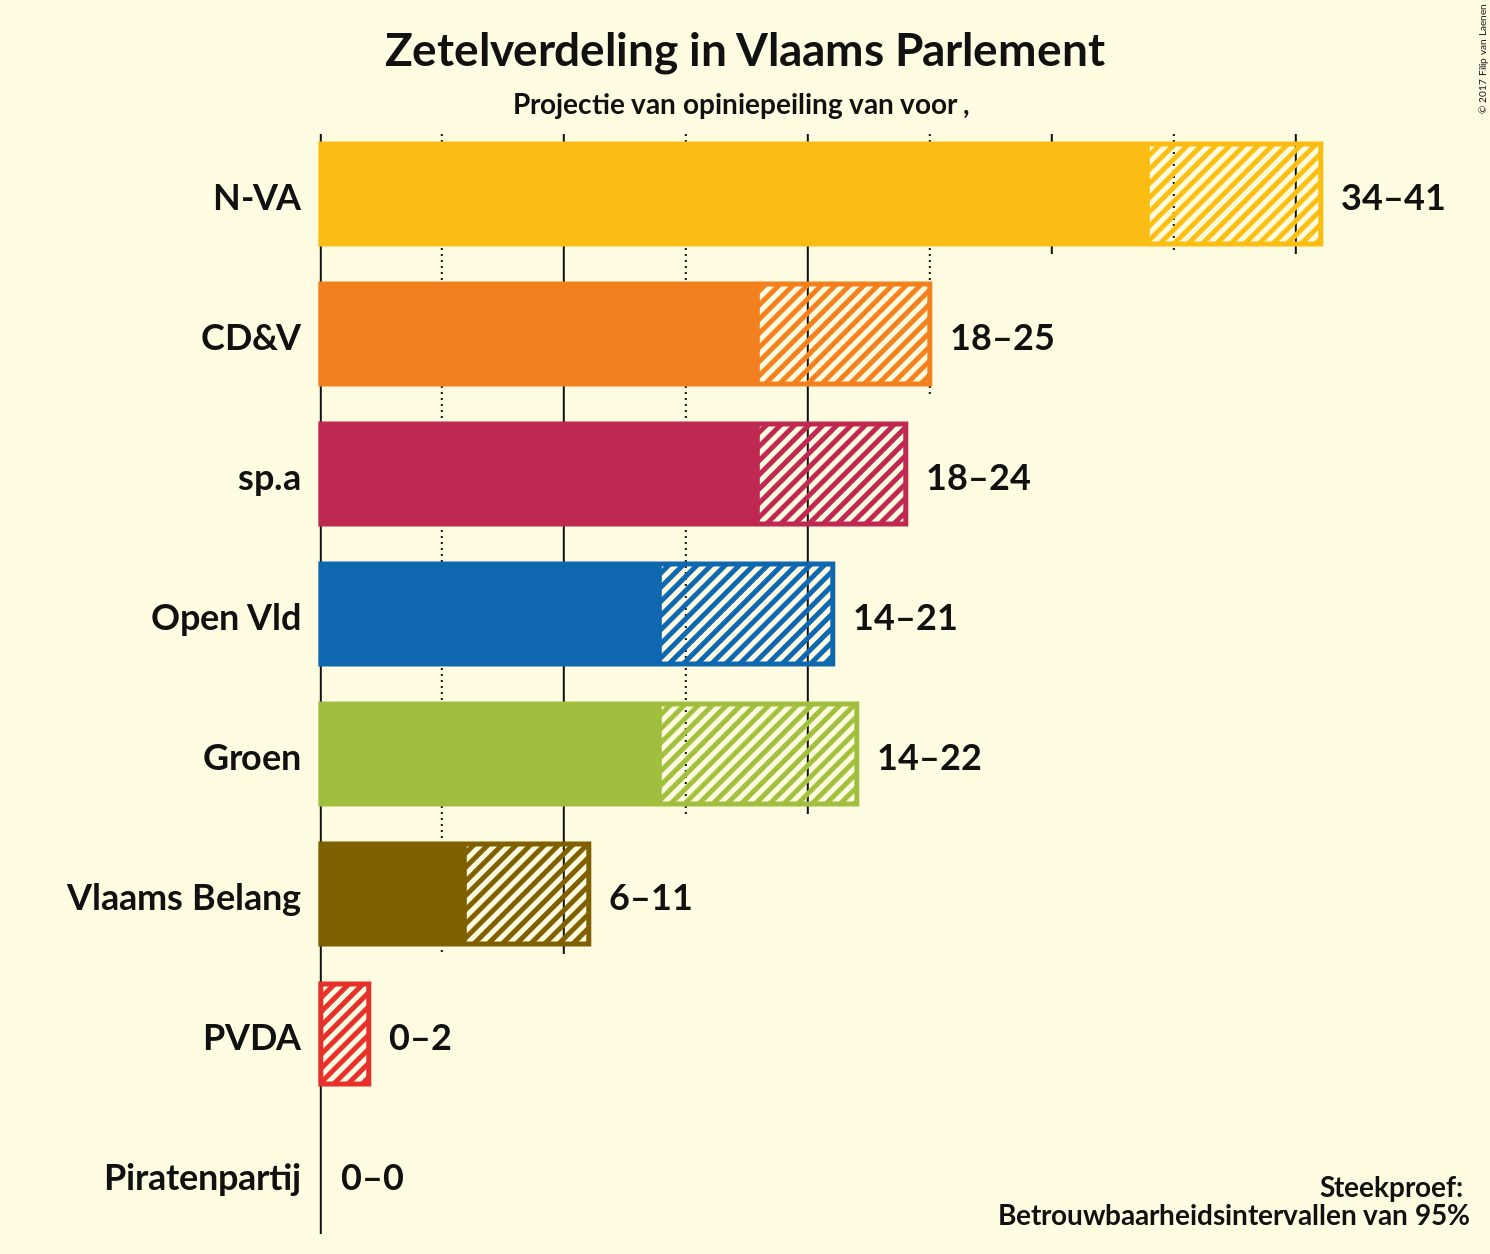 Zetelverdeling in Vlaams Parlement
Projectie van opiniepeiling van voor ,
© 2017 Filip van Laenen
N-VA
34–41
CD&V
18–25
sp.a
18–24
Open Vld
14–21
Groen
14–22
Vlaams Belang
6–11
PVDA
0–2
Piratenpartij
0–0
Steekproef:
Betrouwbaarheidsintervallen van 95%